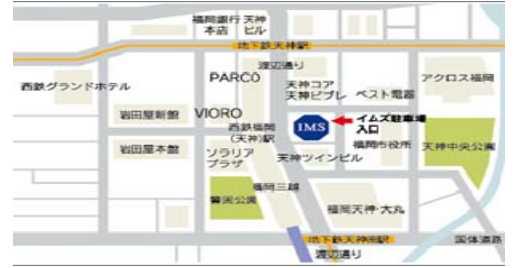 福岡銀行
本店
天神
ビル
地下鉄天神駅
渡辺通り
PARCO
アクロス福岡
西鉄グランドホテル
天神コア
天神ビブレ
ベスト電器
岩田屋新館
VIORO
IMS
イムズ駐車場
入口
西鉄福岡
(天神)駅
福岡市役所
岩田屋本館
ソラリア
プラザ
天神ツインビル
天神中央公園
福岡三越
警固公園
福岡天神・大丸
地下鉄天神南駅
国体道路
渡辺通り